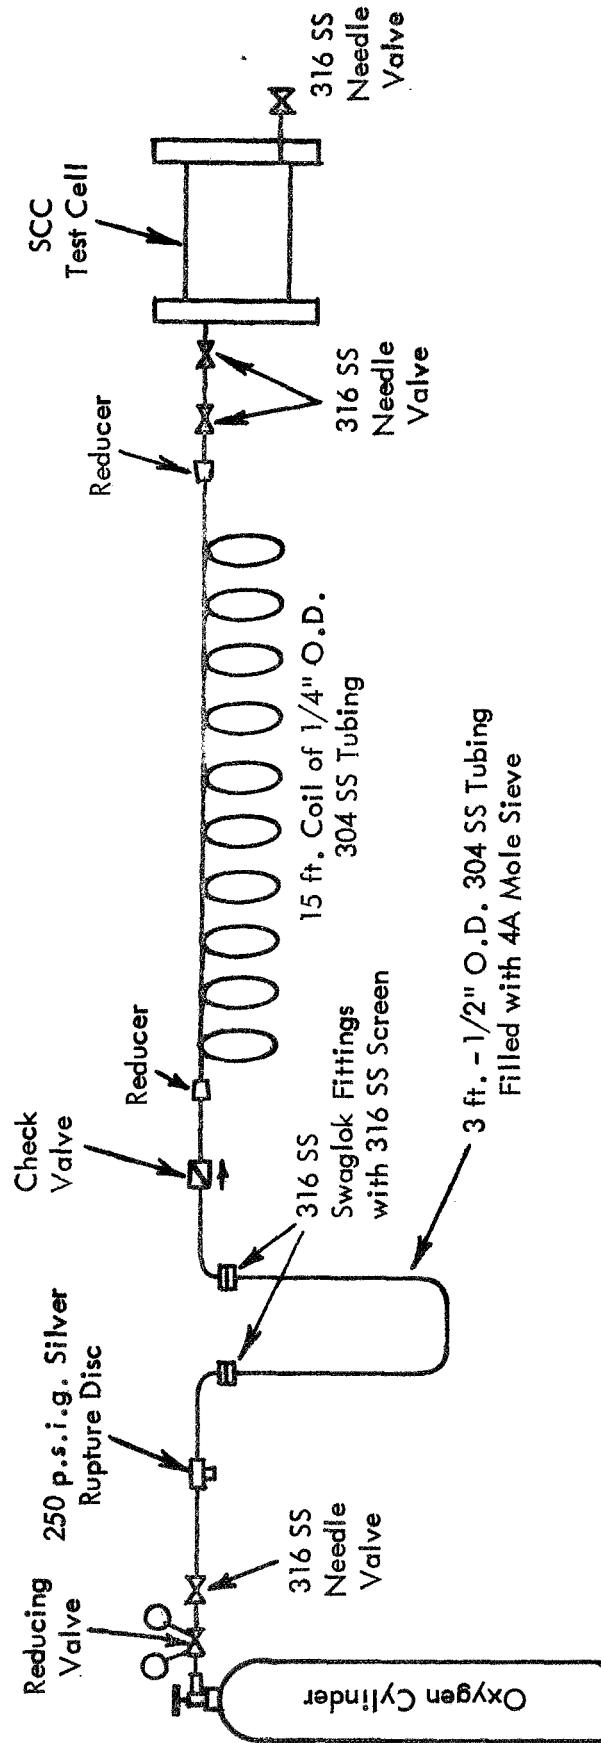 Reducing
Valve
250 p.s.i.g. Silver
Rupture Disc
Check
Valve
Reducer
Reducer
SCC
Test Cell
316 SS
Needle
Valve
316 SS
Needle
Valve
15 ft. Coil of 1/4" O.D.
304 SS Tubing
316 SS
Swaglok Fittings
with 316 SS Screen
316 SS
Needle
Valve
3 ft. -1/2" O.D. 304 SS Tubing
Filled with 4A Mole Sieve
Oxygen Cylinder